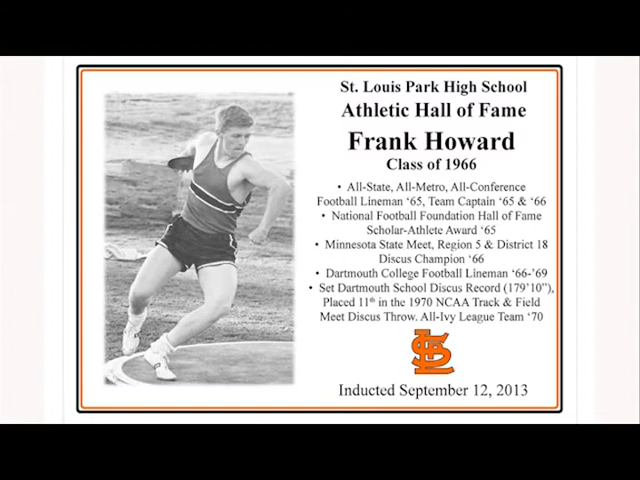 St. Louis Park High School
Athletic Hall of Fame
Frank Howard
Class of 1966
• All-State, All-Metro, All-Conference
Football Lineman ‘65, Team Captain ‘65 & ‘66
• National Football Foundation Hall of Fame
Scholar-Athlete Award ‘65
• Minnesota State Meet, Region 5 & District 18
Discus Champion ‘66
• Dartmouth College Football Lineman ‘66-’69
• Set Dartmouth School Discus Record (179’10”),
Placed 11th in the 1970 NCAA Track & Field
Meet Discus Throw. All-Ivy League Team ‘70
SLP
Inducted September 12, 2013